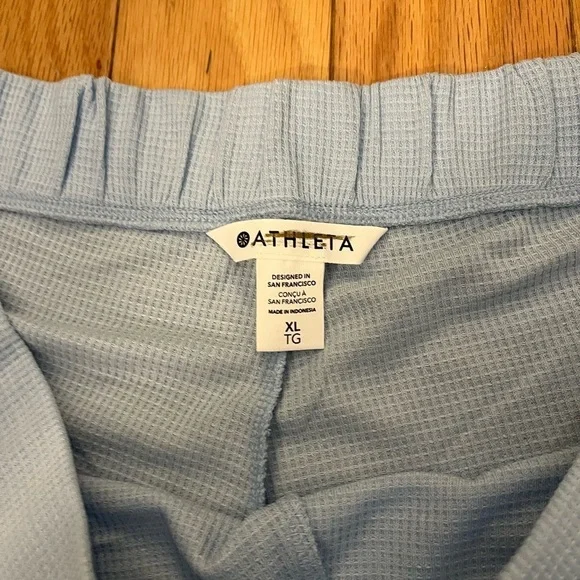 ATHLETA
DESIGNED IN
SAN FRANCISCO
CONÇU À
SAN FRANCISCO
MADE IN INDONESIA
XL
TG